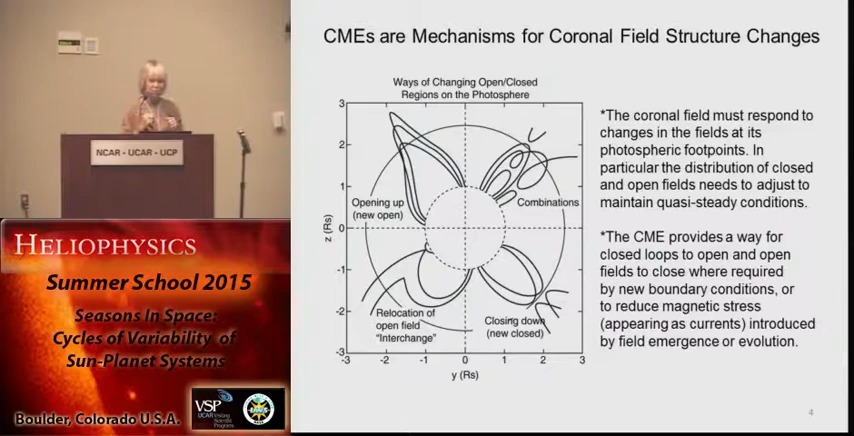 CMEs are Mechanisms for Coronal Field Structure Changes
NCAR - UCAR - UCP
HELIOPHYSICS
Summer School 2015
Seasons In Space:
Cycles of Variability of
Sun-Planet Systems
VSP
UCAR Visiting
Scientist
Programs
Boulder, Colorado U.S.A.
Ways of Changing Open/Closed
Regions on the Photosphere
3
2
1
0
-1
-2
-3
z (Rs)
Opening up
(new open)
Combinations
Relocation of
open field
"Interchange"
Closing down
(new closed)
-3 -2 -1 0 1 2 3
y (Rs)
*The coronal field must respond to
changes in the fields at its
photospheric footpoints. In
particular the distribution of closed
and open fields needs to adjust to
maintain quasi-steady conditions.
*The CME provides a way for
closed loops to open and open
fields to close where required
by new boundary conditions, or
to reduce magnetic stress
(appearing as currents) introduced
by field emergence or evolution.
4